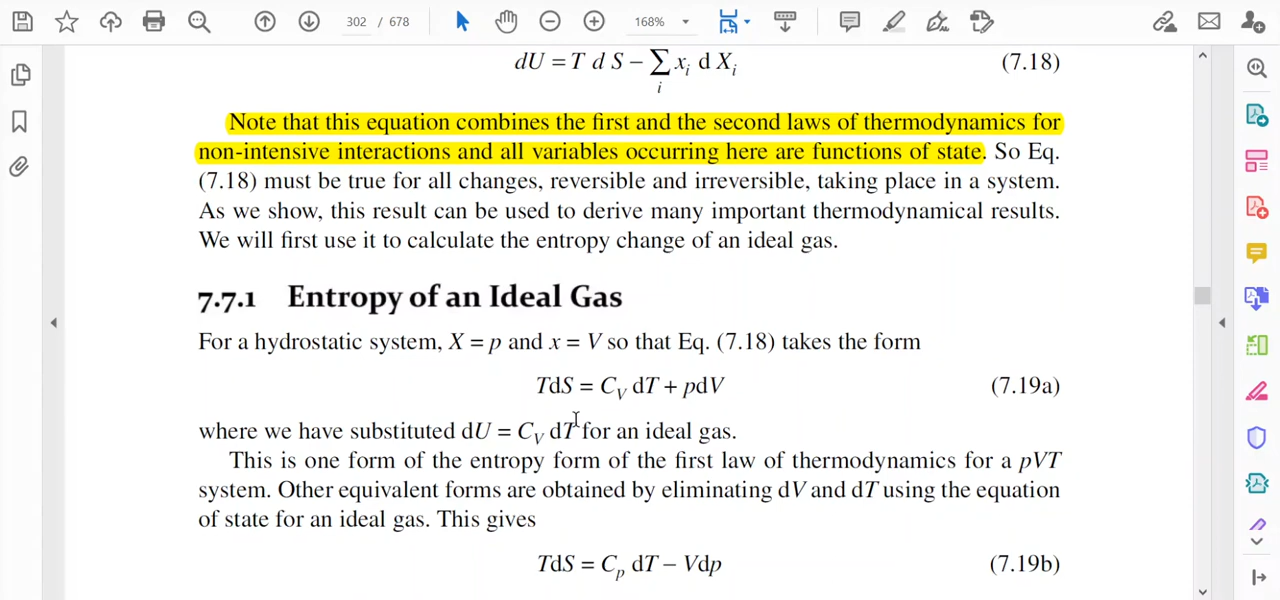 302 / 678
168%
dU = T d S – ∑ᵢ xᵢ d Xᵢ (7.18)
Note that this equation combines the first and the second laws of thermodynamics for
non-intensive interactions and all variables occurring here are functions of state. So Eq.
(7.18) must be true for all changes, reversible and irreversible, taking place in a system.
As we show, this result can be used to derive many important thermodynamical results.
We will first use it to calculate the entropy change of an ideal gas.
7.7.1 Entropy of an Ideal Gas
For a hydrostatic system, X = p and x = V so that Eq. (7.18) takes the form
TdS = C_V dT + pdV (7.19a)
where we have substituted dU = C_V dT for an ideal gas.
This is one form of the entropy form of the first law of thermodynamics for a pVT
system. Other equivalent forms are obtained by eliminating dV and dT using the equation
of state for an ideal gas. This gives
TdS = C_p dT – Vdp (7.19b)